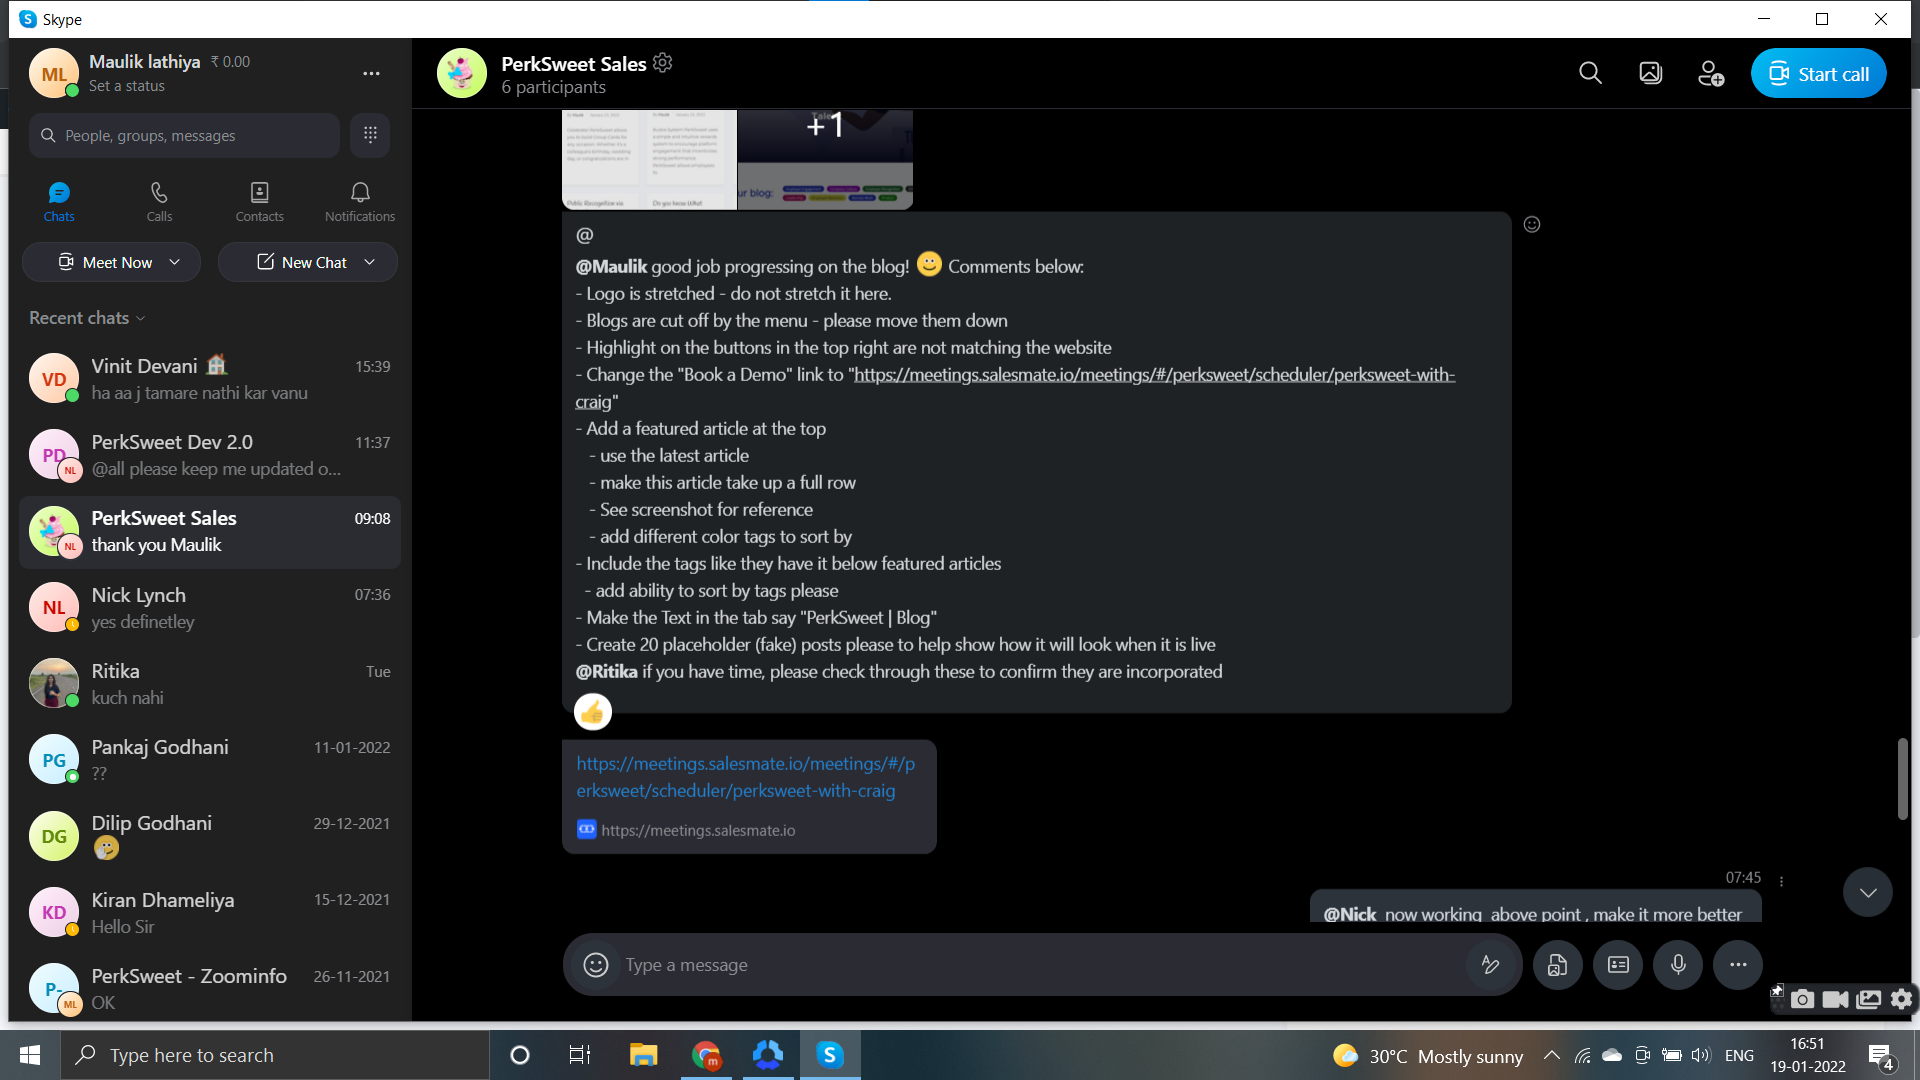 Skype
ML
Maulik lathiya ₹ 0.00
Set a status
People, groups, messages
Chats
Calls
Contacts
Notifications
Meet Now
New Chat
Recent chats
VD
Vinit Devani
15:39
ha aa j tamare nathi kar vanu
PD
NL
PerkSweet Dev 2.0
11:37
@all please keep me updated o...
NL
PerkSweet Sales
09:08
thank you Maulik
NL
Nick Lynch
07:36
yes definetley
Ritika
Tue
kuch nahi
PG
Pankaj Godhani
11-01-2022
??
DG
Dilip Godhani
29-12-2021
KD
Kiran Dhameliya
15-12-2021
Hello Sir
P-
ML
PerkSweet - Zoominfo
26-11-2021
OK
PerkSweet Sales
6 participants
Start call
+1
Public Recognition via
Do you know What
ur blog:
@
@Maulik good job progressing on the blog! Comments below:
- Logo is stretched - do not stretch it here.
- Blogs are cut off by the menu - please move them down
- Highlight on the buttons in the top right are not matching the website
- Change the "Book a Demo" link to "https://meetings.salesmate.io/meetings/#/perksweet/scheduler/perksweet-with-
craig"
- Add a featured article at the top
- use the latest article
- make this article take up a full row
- See screenshot for reference
- add different color tags to sort by
- Include the tags like they have it below featured articles
- add ability to sort by tags please
- Make the Text in the tab say "PerkSweet | Blog"
- Create 20 placeholder (fake) posts please to help show how it will look when it is live
@Ritika if you have time, please check through these to confirm they are incorporated
https://meetings.salesmate.io/meetings/#/p
erksweet/scheduler/perksweet-with-craig
https://meetings.salesmate.io
07:45
@Nick now working above point , make it more better
Type a message
Type here to search
m
30°C Mostly sunny
ENG
16:51
19-01-2022
4